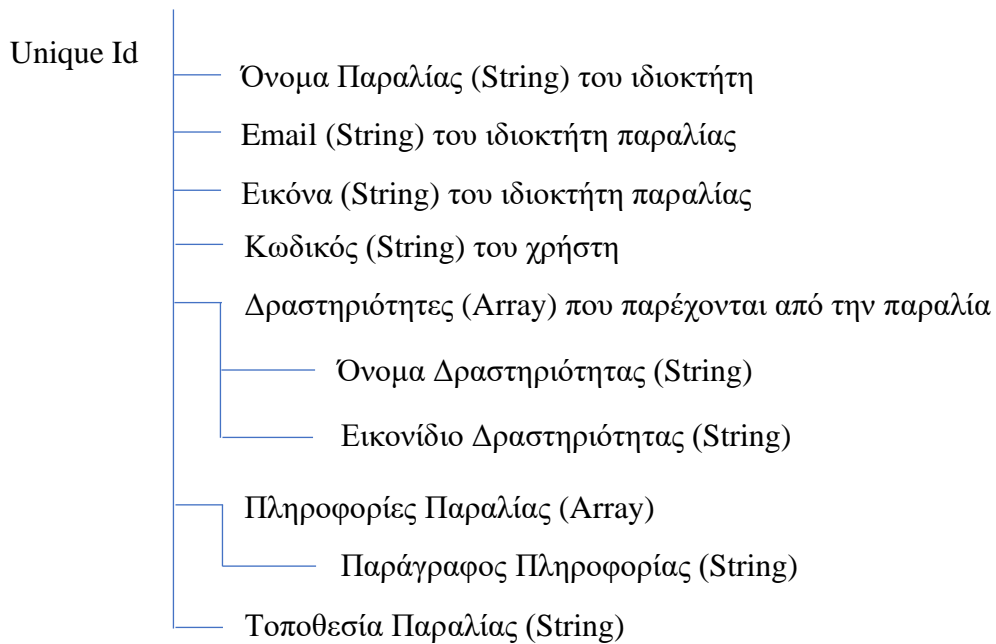 Unique Id
Όνομα Παραλίας (String) του ιδιοκτήτη
Email (String) του ιδιοκτήτη παραλίας
Εικόνα (String) του ιδιοκτήτη παραλίας
Κωδικός (String) του χρήστη
Δραστηριότητες (Array) που παρέχονται από την παραλία
Όνομα Δραστηριότητας (String)
Εικονίδιο Δραστηριότητας (String)
Πληροφορίες Παραλίας (Array)
Παράγραφος Πληροφορίας (String)
Τοποθεσία Παραλίας (String)